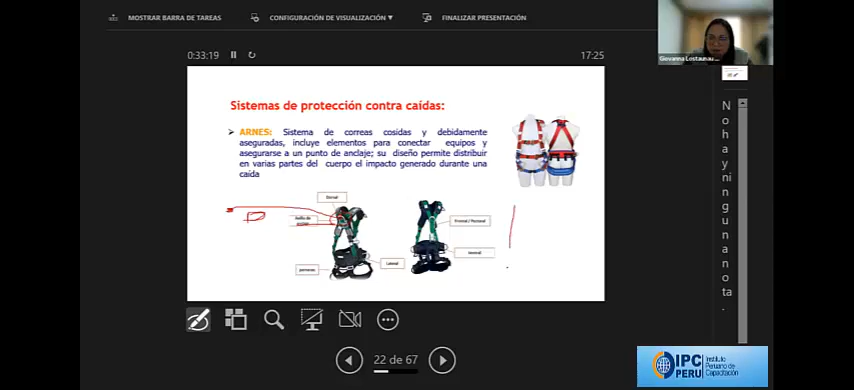 MOSTRAR BARRA DE TAREAS
CONFIGURACIÓN DE VISUALIZACIÓN ▼
FINALIZAR PRESENTACIÓN
0:33:19
17:25
Giovanna Lostaunau ...
Sistemas de protección contra caídas:
➤ ARNES: Sistema de correas cosidas y debidamente
aseguradas, incluye elementos para conectar equipos y
asegurarse a un punto de anclaje; su diseño permite distribuir
en varias partes del cuerpo el impacto generado durante una
caída
Dorsal
Frontal / Pectoral
Ventral
Lateral
perneras
No hay ninguna nota.
22 de 67
IPC
PERU
Instituto
Peruano de
Capacitación